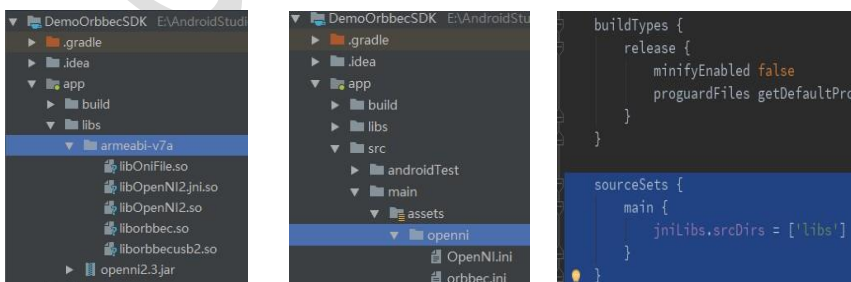 DemoOrbbecSDK E:\AndroidStudi
.gradle
.idea
app
build
libs
armeabi-v7a
libOniFile.so
libOpenNI2.jni.so
libOpenNI2.so
liborbbec.so
liborbbecusb2.so
openni2.3.jar
DemoOrbbecSDK E:\AndroidStu
.gradle
.idea
app
build
libs
src
androidTest
main
assets
openni
OpenNI.ini
orbbec.ini
buildTypes {
release {
minifyEnabled false
proguardFiles getDefaultPro
}
}
sourceSets {
main {
jniLibs.srcDirs = ['libs']
}
}